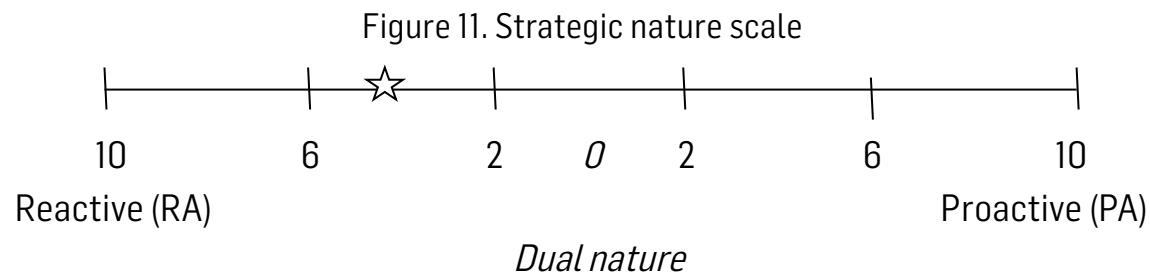 Figure 11. Strategic nature scale
10 6 2 0 2 6 10
Reactive (RA) Proactive (PA)
Dual nature